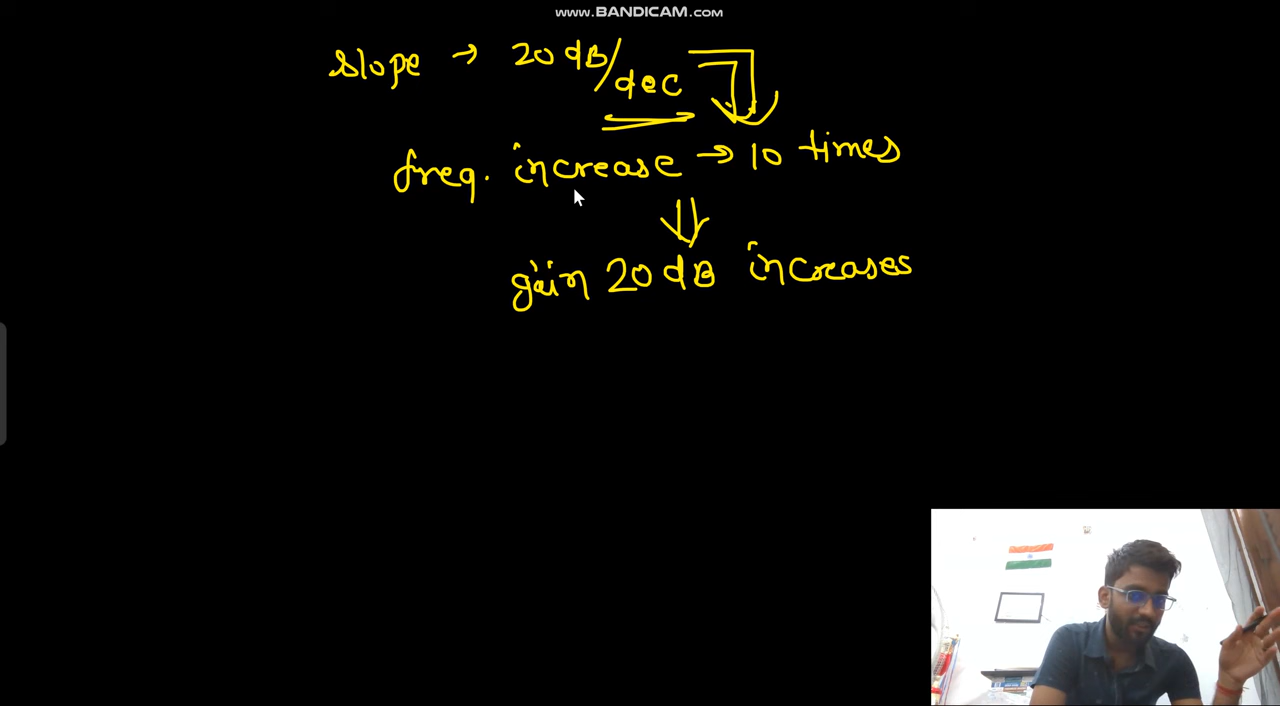 www.BANDICAM.com
slope → 20 dB/dec
freq. increase → 10 times
gain 20 dB increases